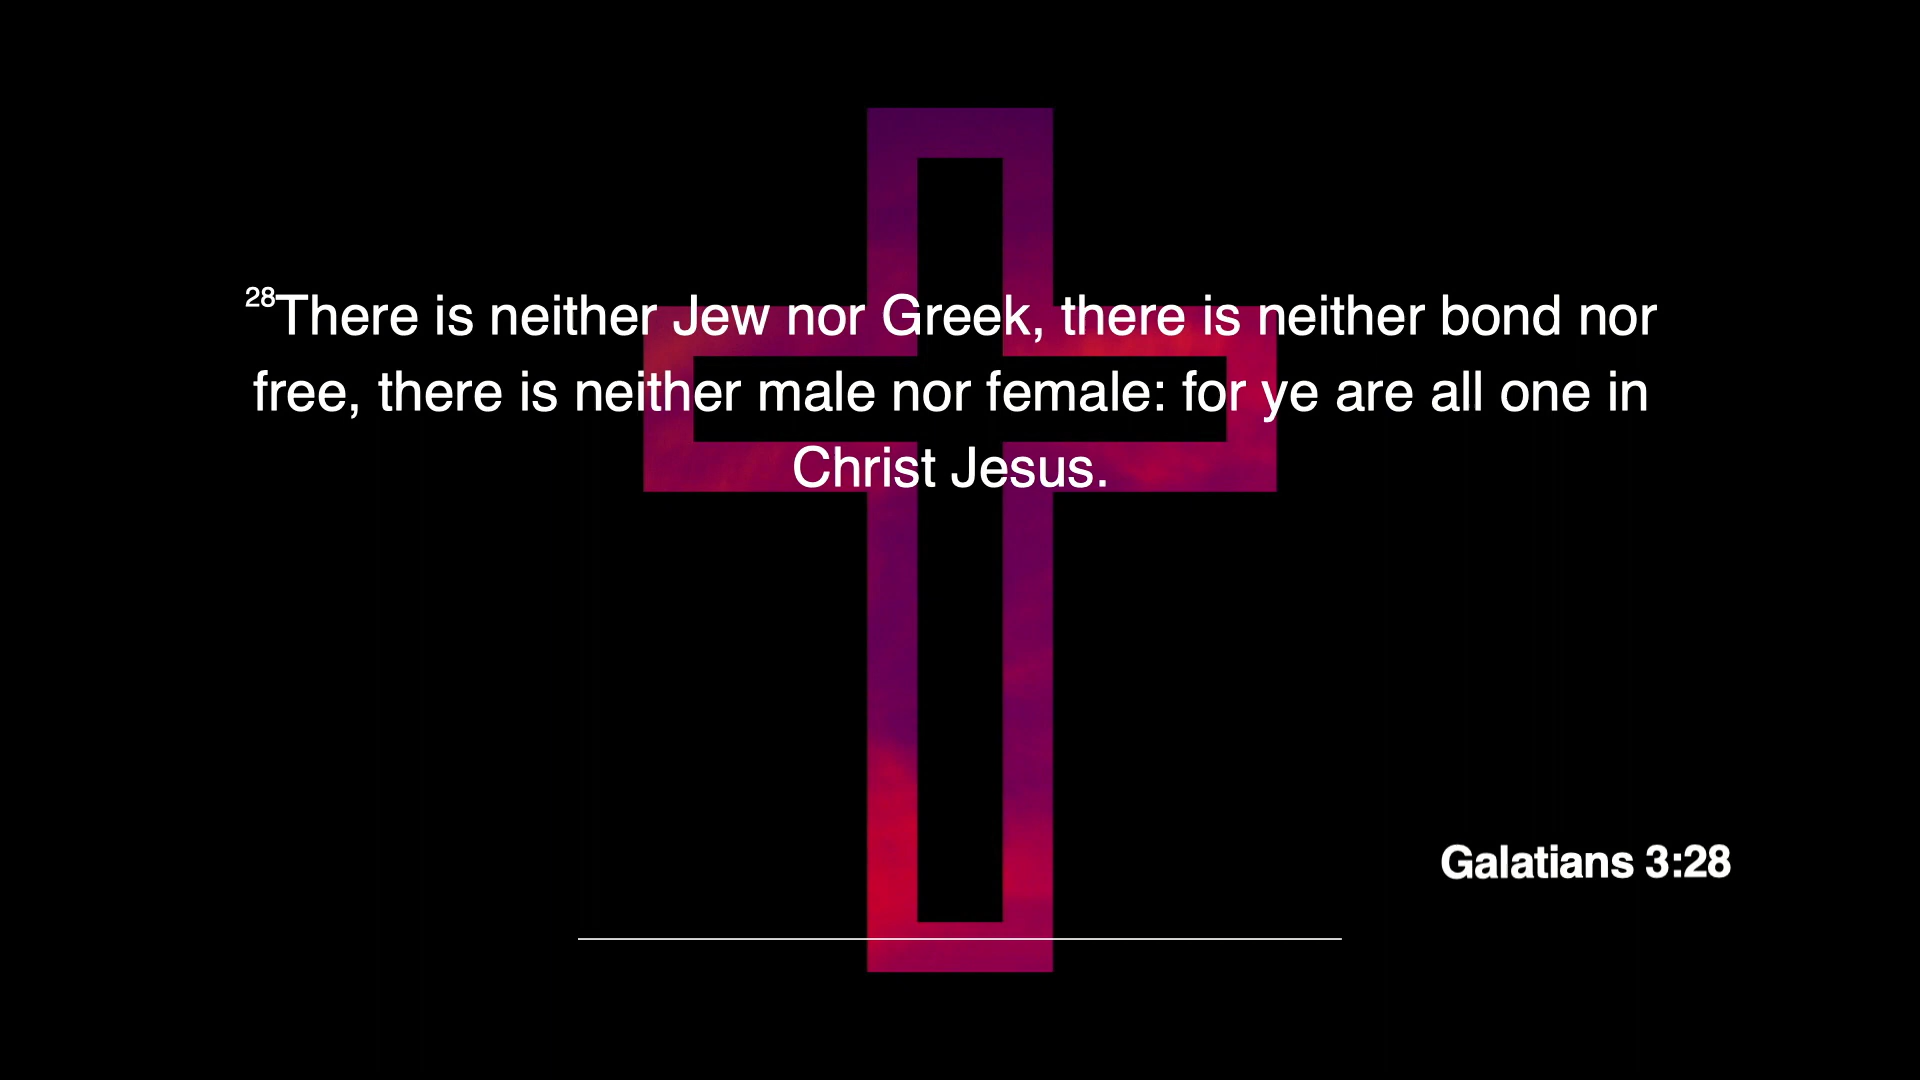 28There is neither Jew nor Greek, there is neither bond nor
free, there is neither male nor female: for ye are all one in
Christ Jesus.
Galatians 3:28